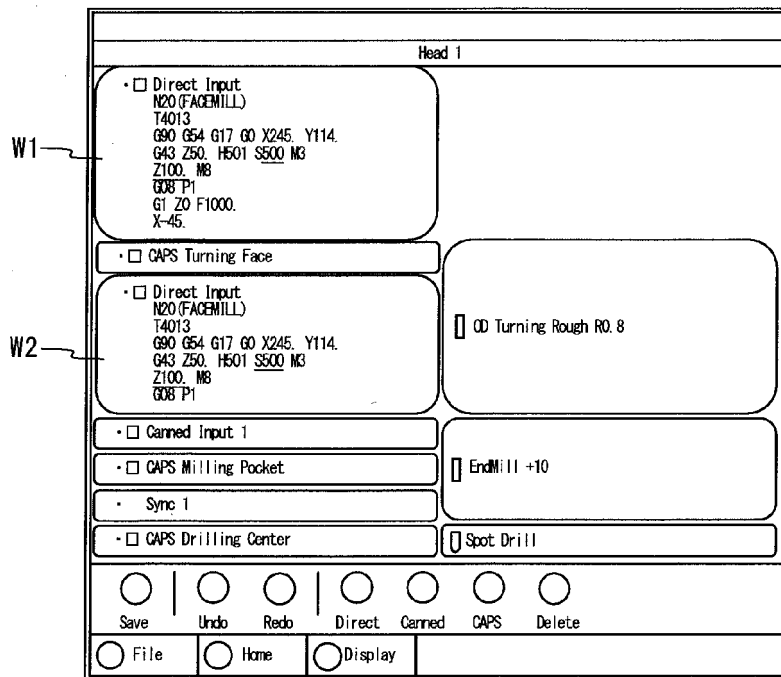 Head 1
W1
・□ Direct Input
N20(FACEMILL)
T4013
G90 G54 G17 G0 X245. Y114.
G43 Z50. H501 S500 M3
Z100. M8
G08 P1
G1 Z0 F1000.
X-45.
・□ CAPS Turning Face
W2
・□ Direct Input
N20(FACEMILL)
T4013
G90 G54 G17 G0 X245. Y114.
G43 Z50. H501 S500 M3
Z100. M8
G08 P1
OD Turning Rough R0.8
・□ Canned Input 1
・□ CAPS Milling Pocket
EndMill +10
・ Sync 1
・□ CAPS Drilling Center
Spot Drill
Save Undo Redo Direct Canned CAPS Delete
File Home Display